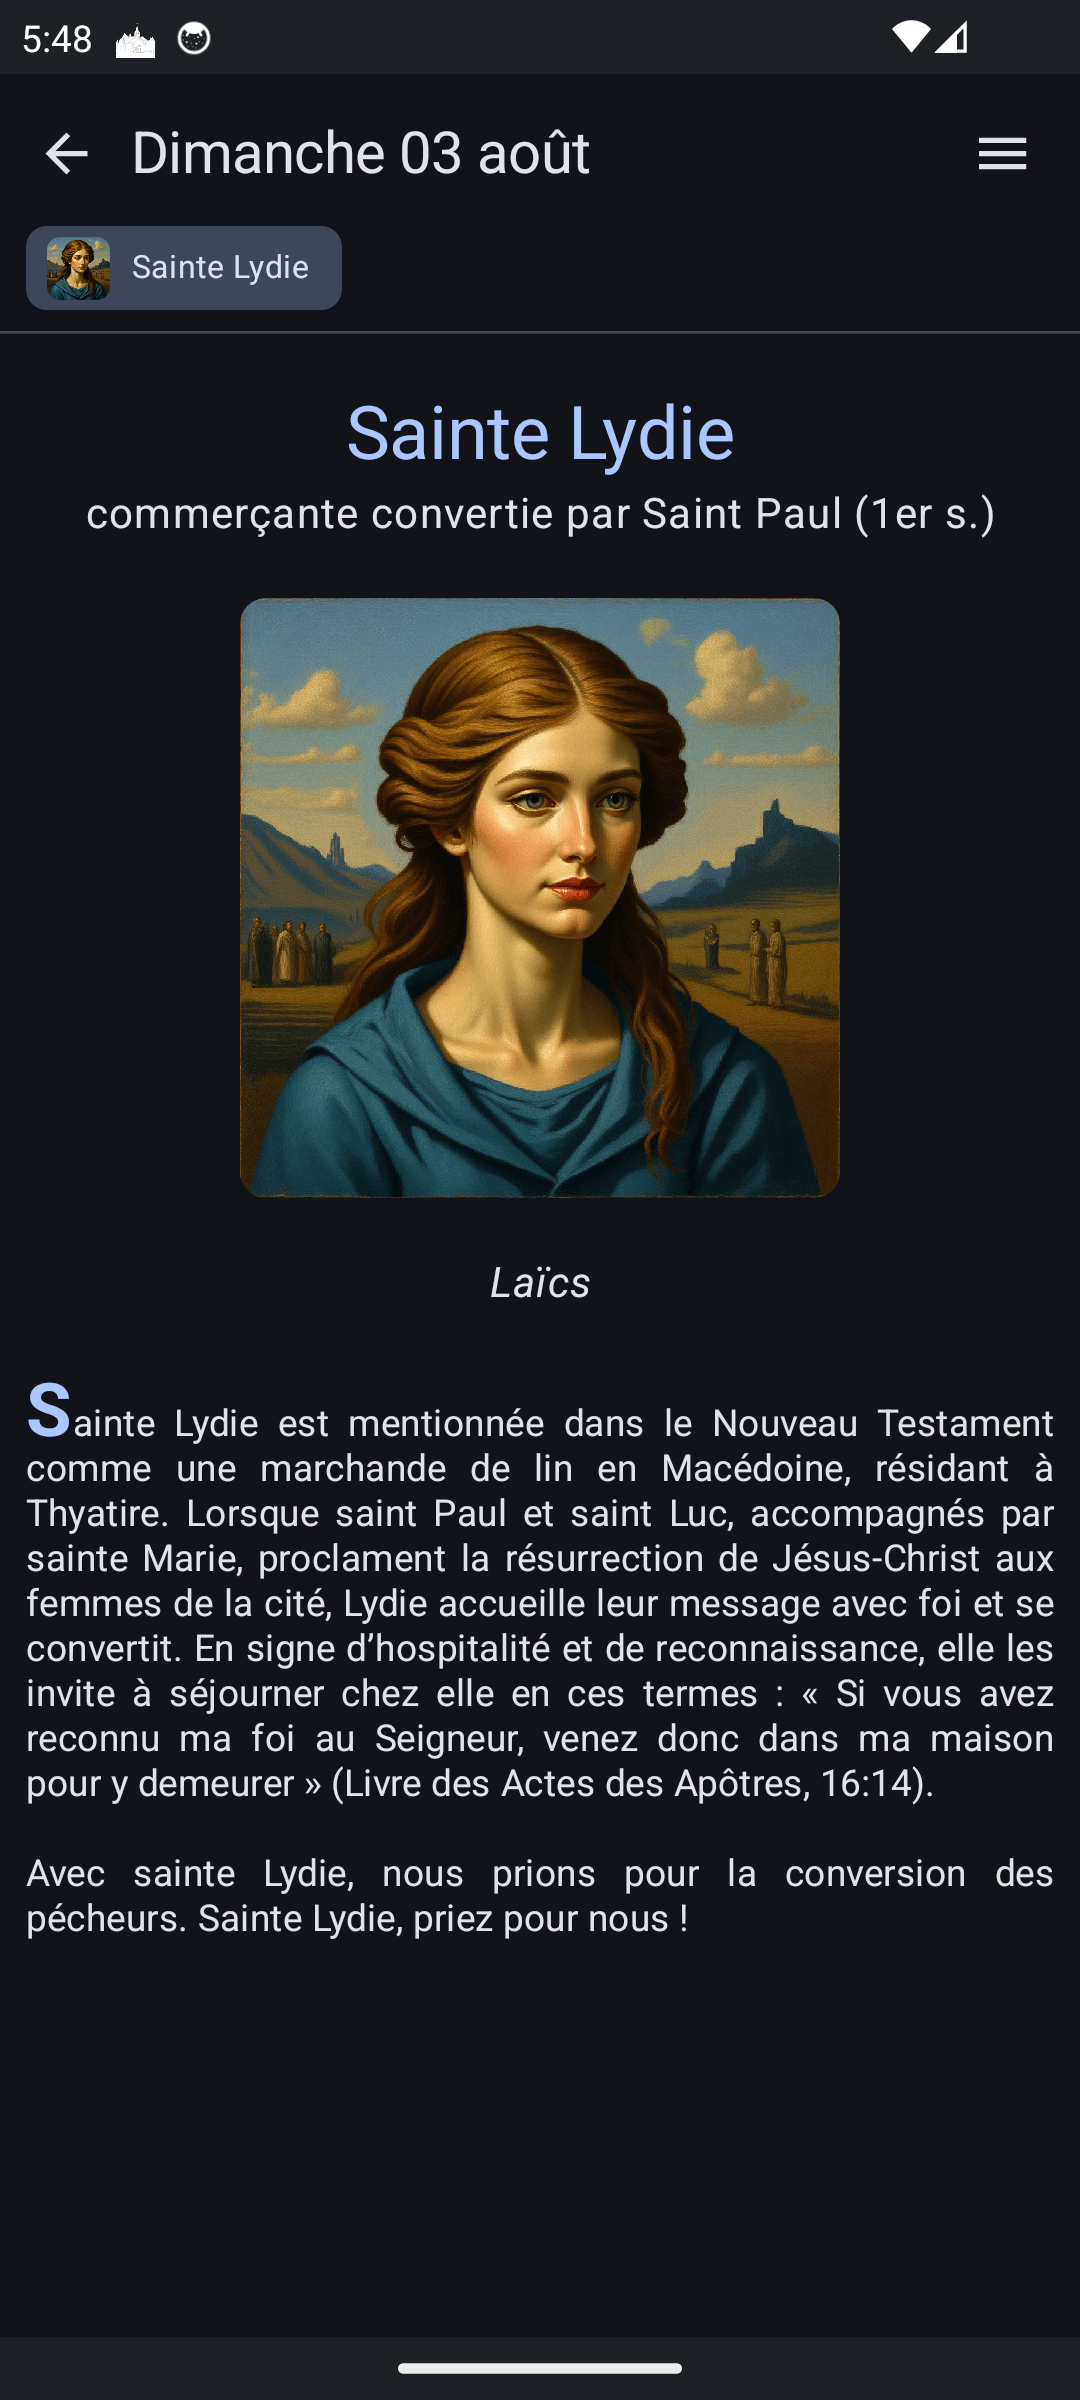 5:48
Dimanche 03 août
Sainte Lydie
Sainte Lydie
commerçante convertie par Saint Paul (1er s.)
Laïcs
Sainte Lydie est mentionnée dans le Nouveau Testament
comme une marchande de lin en Macédoine, résidant à
Thyatire. Lorsque saint Paul et saint Luc, accompagnés par
sainte Marie, proclament la résurrection de Jésus-Christ aux
femmes de la cité, Lydie accueille leur message avec foi et se
convertit. En signe d’hospitalité et de reconnaissance, elle les
invite à séjourner chez elle en ces termes : « Si vous avez
reconnu ma foi au Seigneur, venez donc dans ma maison
pour y demeurer » (Livre des Actes des Apôtres, 16:14).
Avec sainte Lydie, nous prions pour la conversion des
pécheurs. Sainte Lydie, priez pour nous !